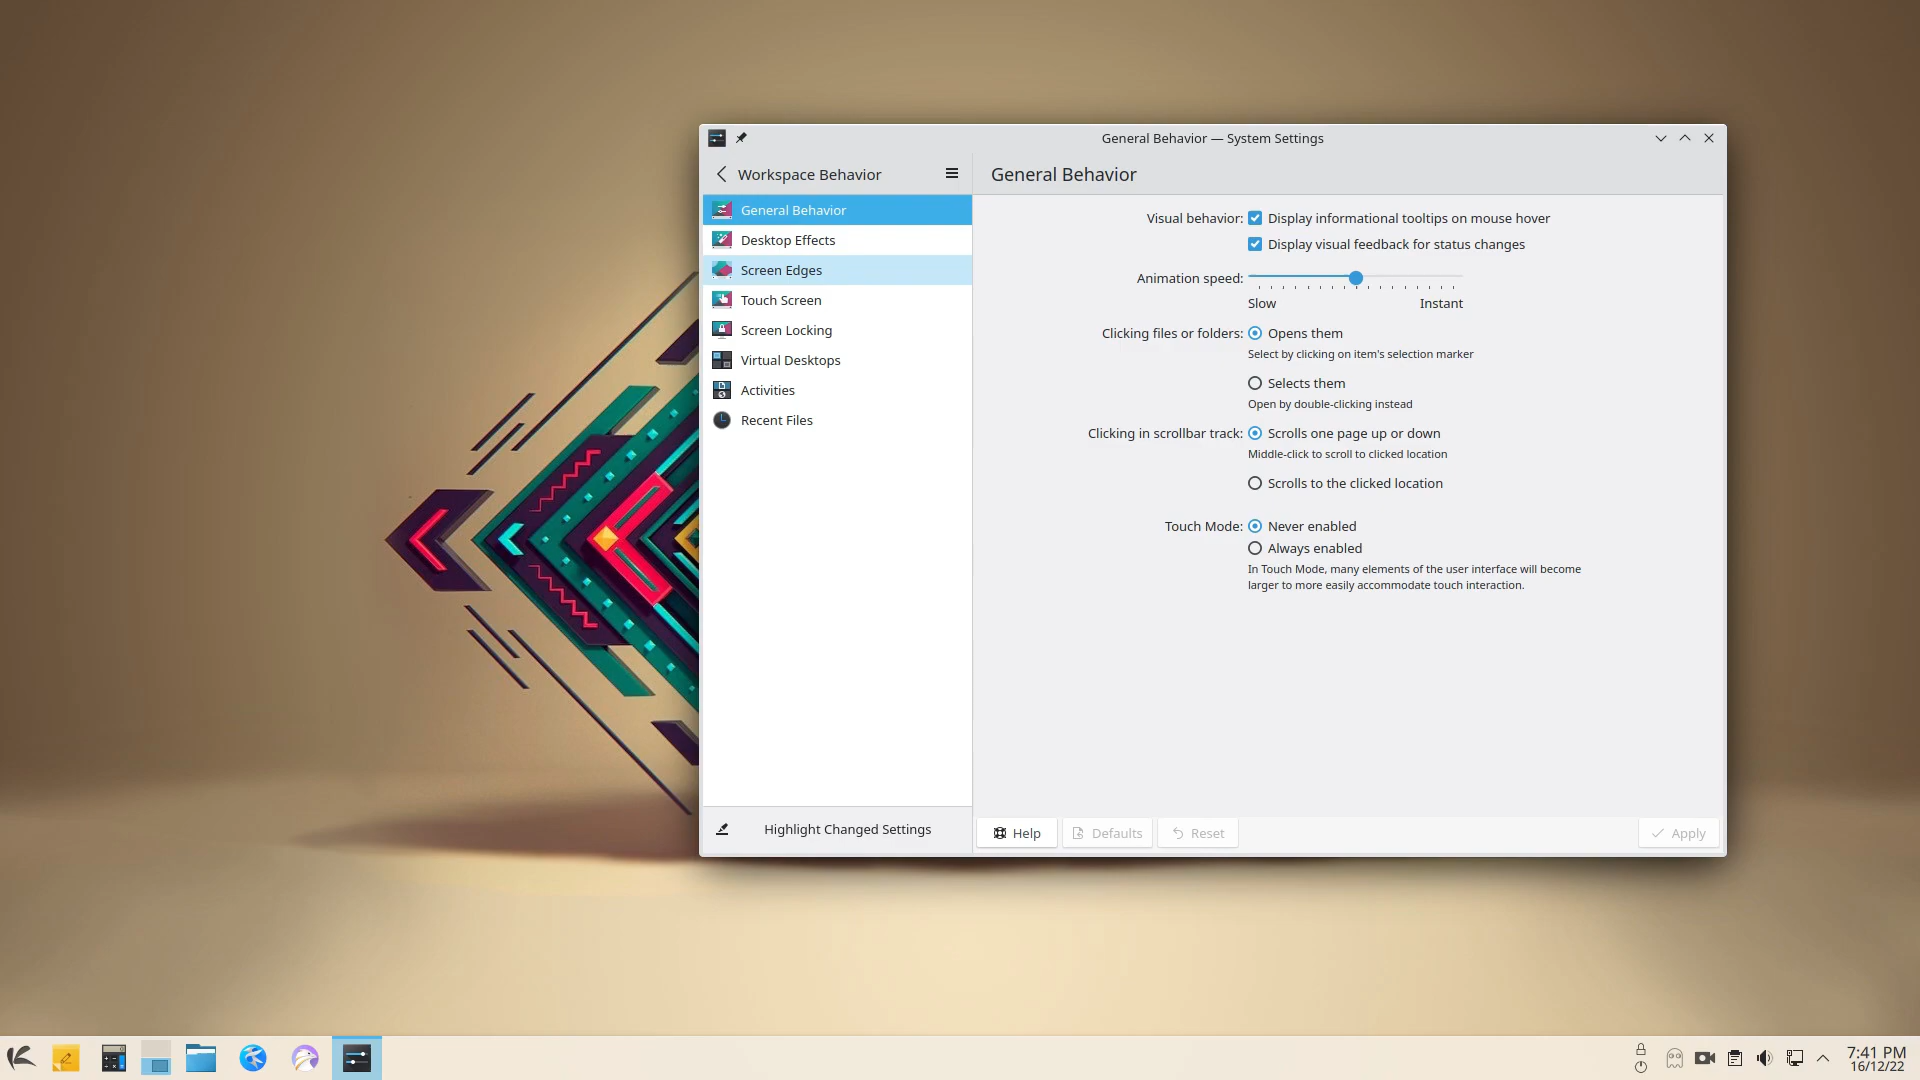 General Behavior — System Settings
Workspace Behavior
General Behavior
General Behavior
Desktop Effects
Screen Edges
Touch Screen
Screen Locking
Virtual Desktops
Activities
Recent Files
Highlight Changed Settings
Visual behavior: Display informational tooltips on mouse hover
Display visual feedback for status changes
Animation speed:
Slow Instant
Clicking files or folders: Opens them
Select by clicking on item's selection marker
Selects them
Open by double-clicking instead
Clicking in scrollbar track: Scrolls one page up or down
Middle-click to scroll to clicked location
Scrolls to the clicked location
Touch Mode: Never enabled
Always enabled
In Touch Mode, many elements of the user interface will become
larger to more easily accommodate touch interaction.
Help Defaults Reset Apply
7:41 PM
16/12/22